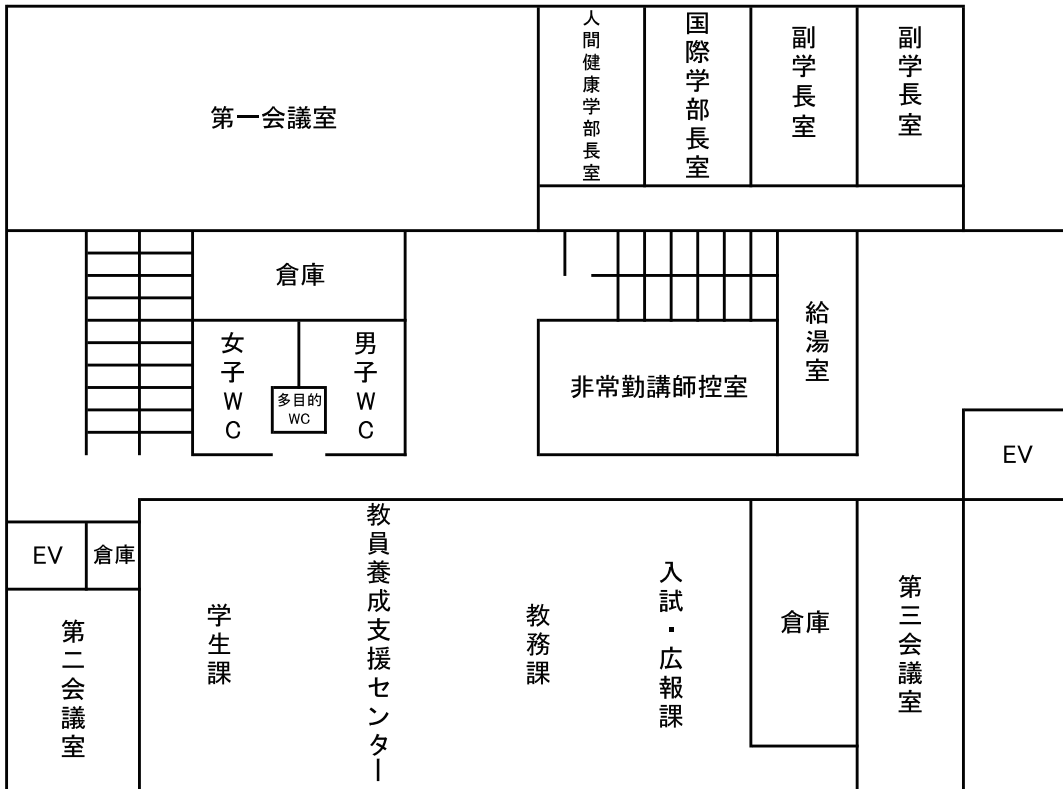 第一会議室
人間健康学部長室
国際学部長室
副学長室
副学長室
倉庫
女子WC
多目的
WC
男子WC
非常勤講師控室
給湯室
EV
EV
倉庫
第二会議室
学生課
教員養成支援センター
教務課
入試・広報課
倉庫
第三会議室